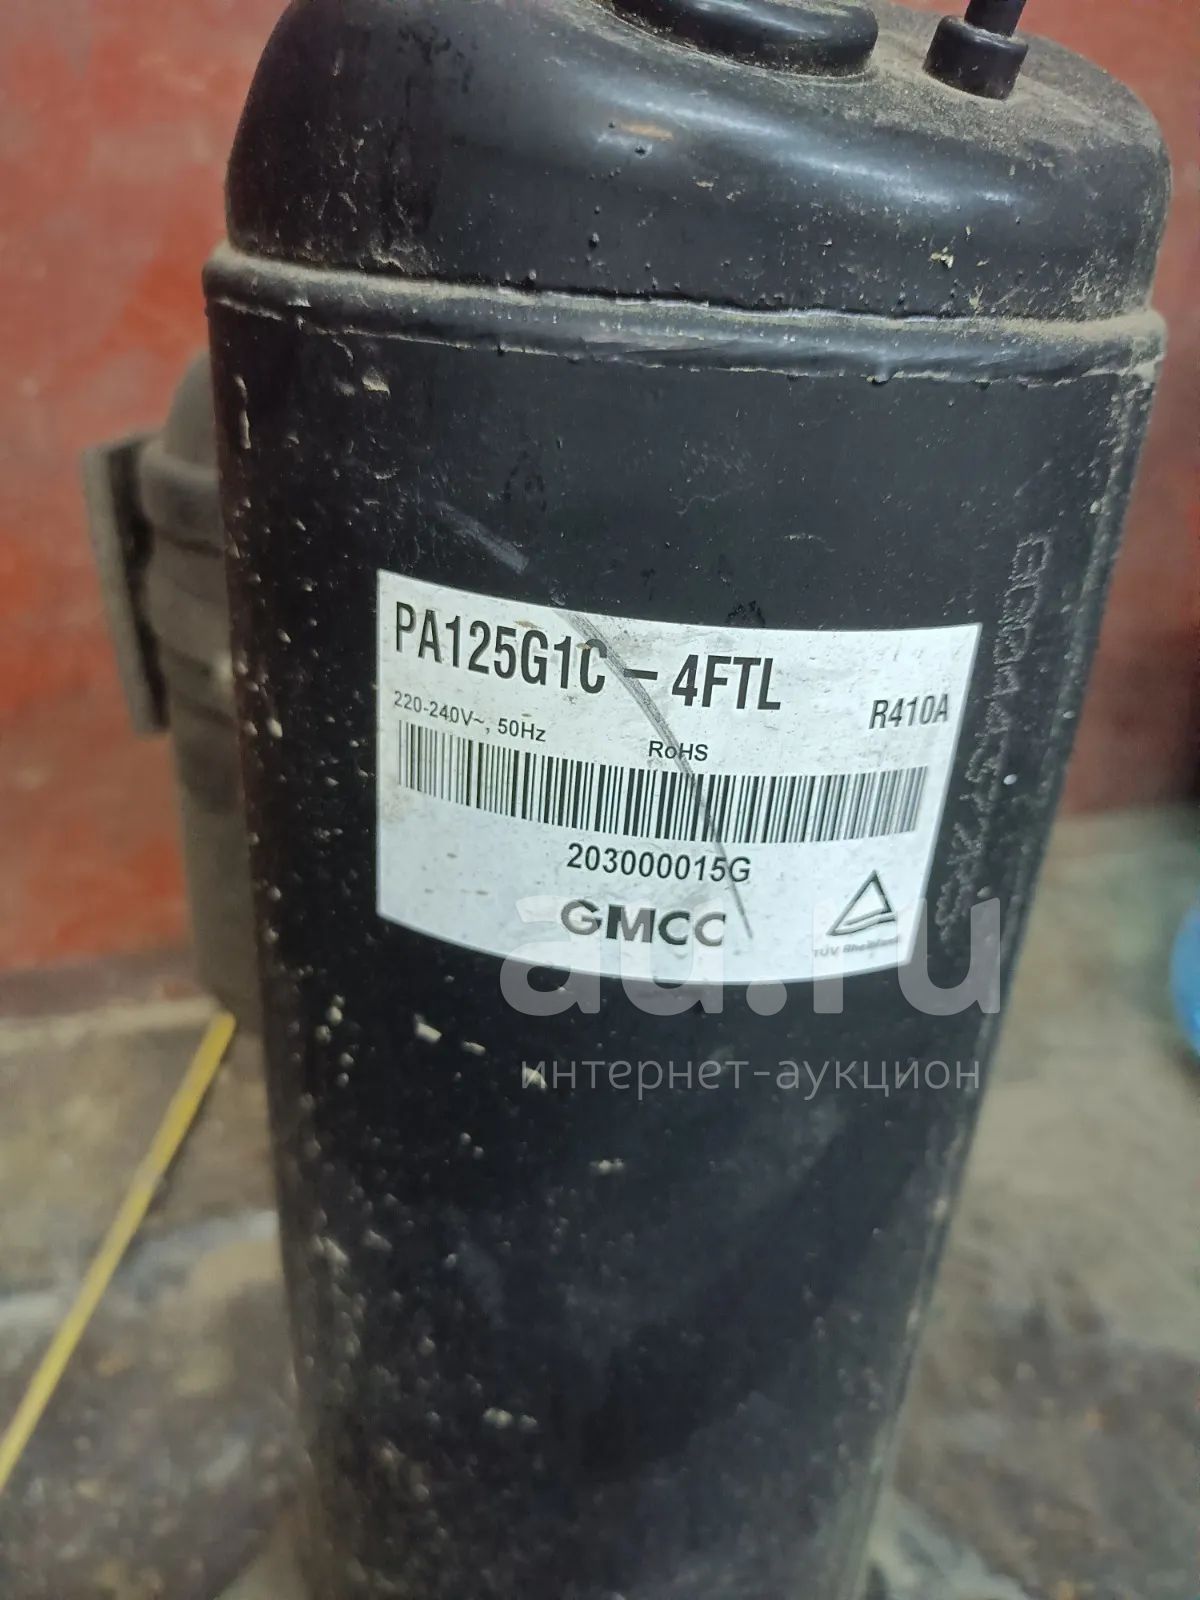 PA125G1C - 4FTL
R410A
220-240V~, 50Hz
RoHS
203000015G
GMCC
TÜV Rheinland
au.ru
интернет-аукцион